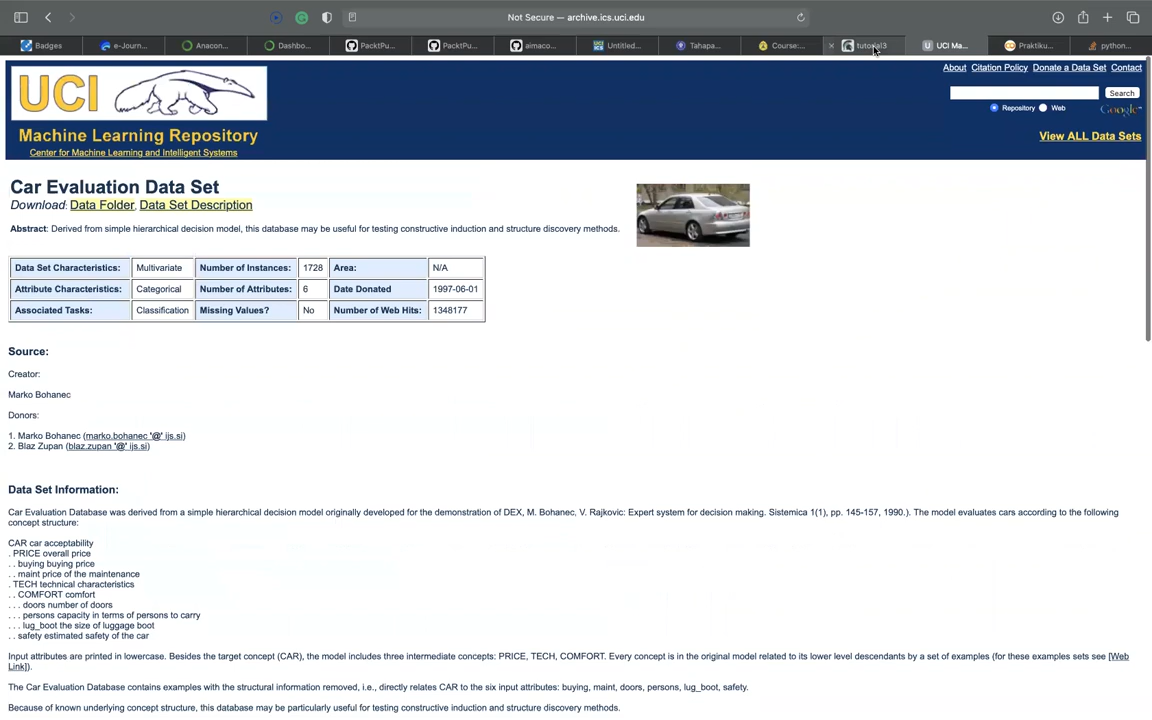 Not Secure — archive.ics.uci.edu
Badges
e-Journ...
Anacon...
Dashbo...
PacktPu...
PacktPu...
aimaco...
Untitled...
Tahapa...
Course:...
tutorial3
UCI Ma...
Praktiku...
python...
About Citation Policy Donate a Data Set Contact
Search
Repository Web Google™
View ALL Data Sets
UCI
Machine Learning Repository
Center for Machine Learning and Intelligent Systems
Car Evaluation Data Set
Download: Data Folder, Data Set Description
Abstract: Derived from simple hierarchical decision model, this database may be useful for testing constructive induction and structure discovery methods.
Data Set Characteristics: Multivariate Number of Instances: 1728 Area: N/A
Attribute Characteristics: Categorical Number of Attributes: 6 Date Donated 1997-06-01
Associated Tasks: Classification Missing Values? No Number of Web Hits: 1348177
Source:
Creator:
Marko Bohanec
Donors:
1. Marko Bohanec (marko.bohanec '@' ijs.si)
2. Blaz Zupan (blaz.zupan '@' ijs.si)
Data Set Information:
Car Evaluation Database was derived from a simple hierarchical decision model originally developed for the demonstration of DEX, M. Bohanec, V. Rajkovic: Expert system for decision making. Sistemica 1(1), pp. 145-157, 1990.). The model evaluates cars according to the following
concept structure:
CAR car acceptability
. PRICE overall price
. . buying buying price
. . maint price of the maintenance
. TECH technical characteristics
. . COMFORT comfort
. . . doors number of doors
. . . persons capacity in terms of persons to carry
. . . lug_boot the size of luggage boot
. . safety estimated safety of the car
Input attributes are printed in lowercase. Besides the target concept (CAR), the model includes three intermediate concepts: PRICE, TECH, COMFORT. Every concept is in the original model related to its lower level descendants by a set of examples (for these examples sets see [Web
Link]).
The Car Evaluation Database contains examples with the structural information removed, i.e., directly relates CAR to the six input attributes: buying, maint, doors, persons, lug_boot, safety.
Because of known underlying concept structure, this database may be particularly useful for testing constructive induction and structure discovery methods.